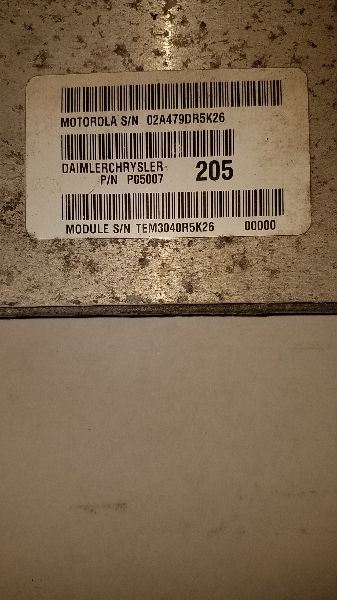 MOTOROLA S/N 02A479DR5K26
DAIMLERCHRYSLER
P/N P05007 205
MODULE S/N TEM3040R5K26 00000